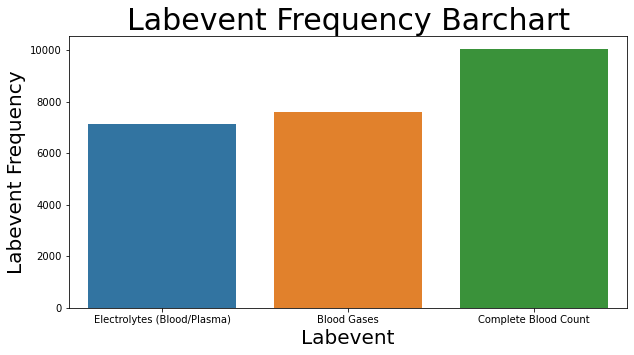 Labevent Frequency Barchart
Labevent Frequency
10000
8000
6000
4000
2000
0
Electrolytes (Blood/Plasma) Blood Gases Complete Blood Count
Labevent